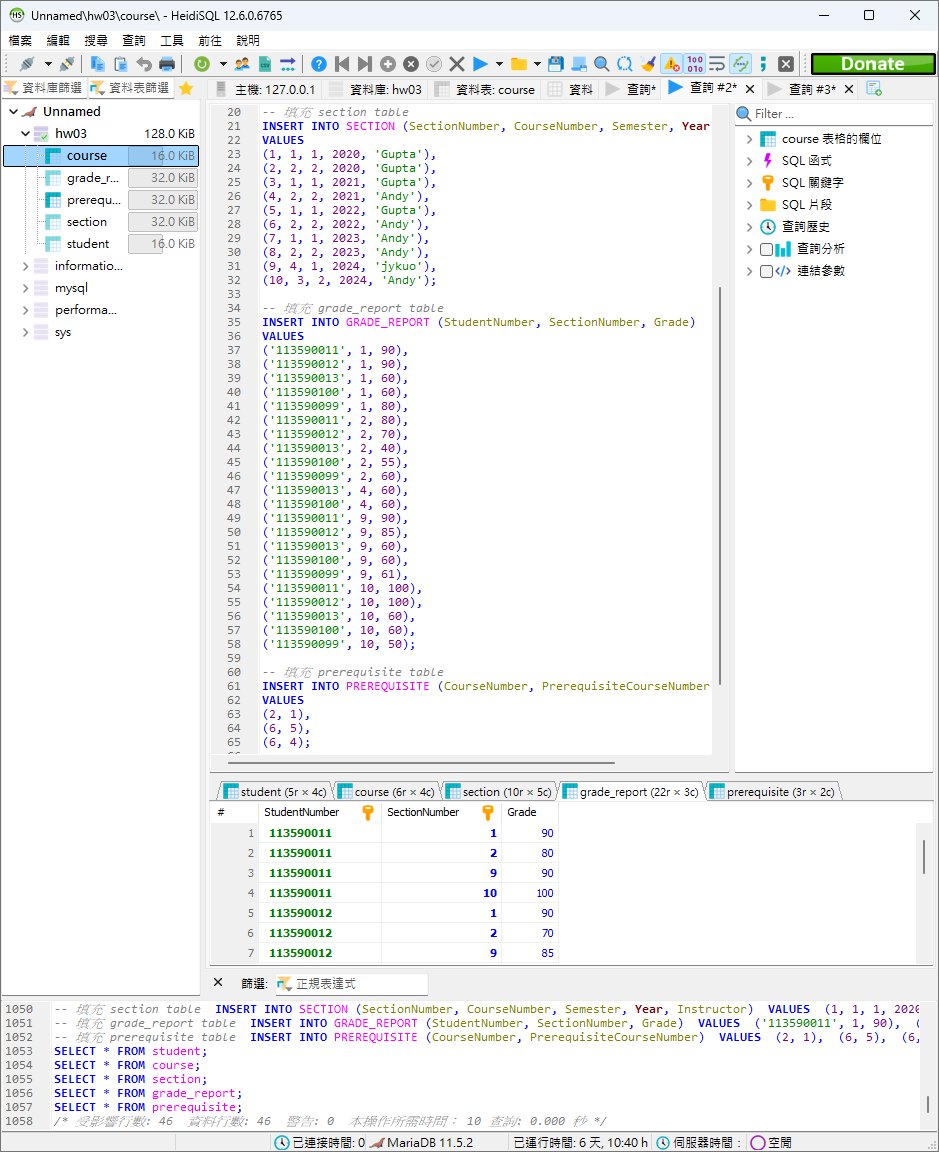 Unnamed\hw03\course\ - HeidiSQL 12.6.0.6765
檔案 編輯 搜尋 查詢 工具 前往 說明
Donate
資料庫篩選 資料表篩選 主機: 127.0.0.1 資料庫: hw03 資料表: course 資料 查詢* 查詢 #2* 查詢 #3*
Unnamed
hw03 128.0 KiB
course 16.0 KiB
grade_r... 32.0 KiB
prerequ... 32.0 KiB
section 32.0 KiB
student 16.0 KiB
informatio...
mysql
performa...
sys
20 -- 填充 section table
21 INSERT INTO SECTION (SectionNumber, CourseNumber, Semester, Year
22 VALUES
23 (1, 1, 1, 2020, 'Gupta'),
24 (2, 2, 2, 2020, 'Gupta'),
25 (3, 1, 1, 2021, 'Gupta'),
26 (4, 2, 2, 2021, 'Andy'),
27 (5, 1, 1, 2022, 'Gupta'),
28 (6, 2, 2, 2022, 'Andy'),
29 (7, 1, 1, 2023, 'Andy'),
30 (8, 2, 2, 2023, 'Andy'),
31 (9, 4, 1, 2024, 'jykuo'),
32 (10, 3, 2, 2024, 'Andy');
33
34 -- 填充 grade_report table
35 INSERT INTO GRADE_REPORT (StudentNumber, SectionNumber, Grade)
36 VALUES
37 ('113590011', 1, 90),
38 ('113590012', 1, 90),
39 ('113590013', 1, 60),
40 ('113590100', 1, 60),
41 ('113590099', 1, 80),
42 ('113590011', 2, 80),
43 ('113590012', 2, 70),
44 ('113590013', 2, 40),
45 ('113590100', 2, 55),
46 ('113590099', 2, 60),
47 ('113590013', 4, 60),
48 ('113590100', 4, 60),
49 ('113590011', 9, 90),
50 ('113590012', 9, 85),
51 ('113590013', 9, 60),
52 ('113590100', 9, 60),
53 ('113590099', 9, 61),
54 ('113590011', 10, 100),
55 ('113590012', 10, 100),
56 ('113590013', 10, 60),
57 ('113590100', 10, 60),
58 ('113590099', 10, 50);
59
60 -- 填充 prerequisite table
61 INSERT INTO PREREQUISITE (CourseNumber, PrerequisiteCourseNumber
62 VALUES
63 (2, 1),
64 (6, 5),
65 (6, 4);
Filter ...
course 表格的欄位
SQL 函式
SQL 關鍵字
SQL 片段
查詢歷史
查詢分析
連結參數
student (5r × 4c) course (6r × 4c) section (10r × 5c) grade_report (22r × 3c) prerequisite (3r × 2c)
# StudentNumber SectionNumber Grade
1 113590011 1 90
2 113590011 2 80
3 113590011 9 90
4 113590011 10 100
5 113590012 1 90
6 113590012 2 70
7 113590012 9 85
篩選: 正規表達式
1050 -- 填充 section table INSERT INTO SECTION (SectionNumber, CourseNumber, Semester, Year, Instructor) VALUES (1, 1, 1, 2020
1051 -- 填充 grade_report table INSERT INTO GRADE_REPORT (StudentNumber, SectionNumber, Grade) VALUES ('113590011', 1, 90), (
1052 -- 填充 prerequisite table INSERT INTO PREREQUISITE (CourseNumber, PrerequisiteCourseNumber) VALUES (2, 1), (6, 5), (6,
1053 SELECT * FROM student;
1054 SELECT * FROM course;
1055 SELECT * FROM section;
1056 SELECT * FROM grade_report;
1057 SELECT * FROM prerequisite;
1058 /* 受影響行數: 46 資料行數: 46 警告: 0 本操作所需時間： 10 查詢: 0.000 秒 */
已連接時間: 0 MariaDB 11.5.2 已運行時間: 6 天, 10:40 h 伺服器時間： 空閒